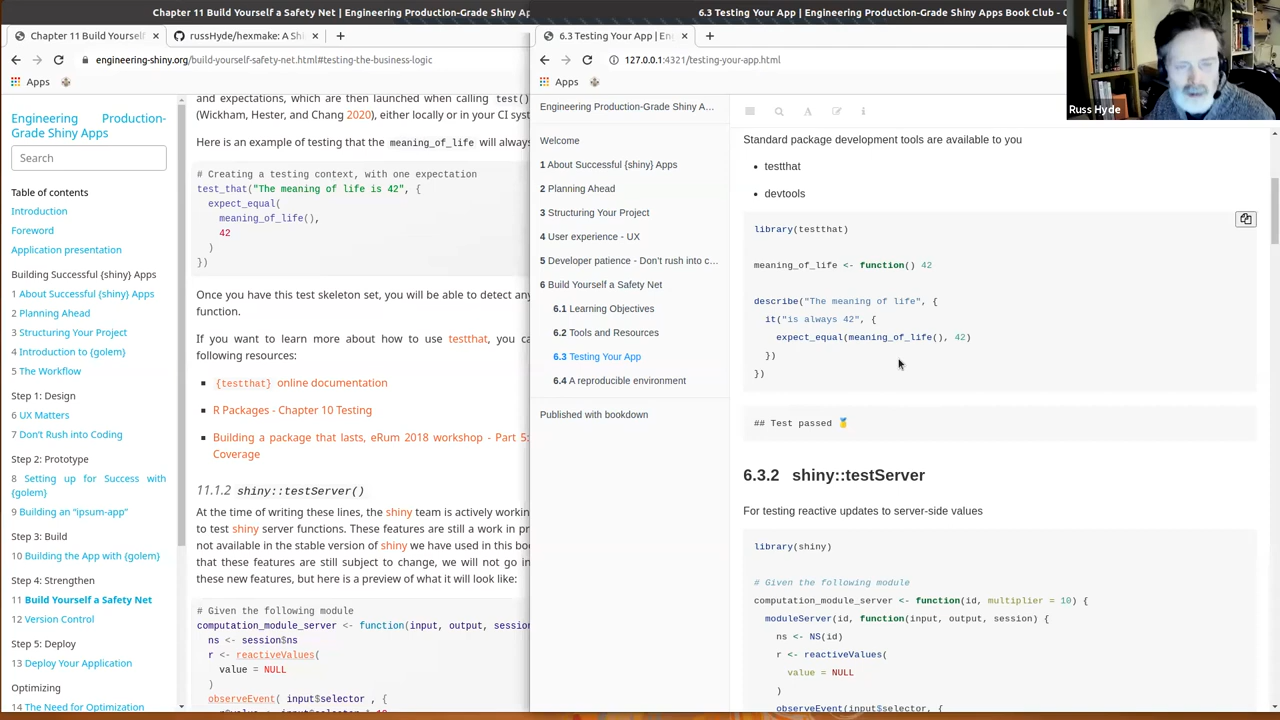 Chapter 11 Build Yourself a Safety Net | Engineering Production-Grade Shiny Ap
Chapter 11 Build Yourself
russHyde/hexmake: A Shi
engineering-shiny.org/build-yourself-safety-net.html#testing-the-business-logic
Apps
Engineering Production-
Grade Shiny Apps
Search
Table of contents
Introduction
Foreword
Application presentation
Building Successful {shiny} Apps
1 About Successful {shiny} Apps
2 Planning Ahead
3 Structuring Your Project
4 Introduction to {golem}
5 The Workflow
Step 1: Design
6 UX Matters
7 Don't Rush into Coding
Step 2: Prototype
8 Setting up for Success with
{golem}
9 Building an "ipsum-app"
Step 3: Build
10 Building the App with {golem}
Step 4: Strengthen
11 Build Yourself a Safety Net
12 Version Control
Step 5: Deploy
13 Deploy Your Application
Optimizing
14 The Need for Optimization
and expectations, which are then launched when calling test()
(Wickham, Hester, and Chang 2020), either locally or in your CI sys
Here is an example of testing that the meaning_of_life will always
# Creating a testing context, with one expectation
test_that("The meaning of life is 42", {
expect_equal(
meaning_of_life(),
42
)
})
Once you have this test skeleton set, you will be able to detect any
function.
If you want to learn more about how to use testthat, you ca
following resources:
{testthat} online documentation
R Packages - Chapter 10 Testing
Building a package that lasts, eRum 2018 workshop - Part 5:
Coverage
11.1.2 shiny::testServer()
At the time of writing these lines, the shiny team is actively workin
to test shiny server functions. These features are still a work in pr
not available in the stable version of shiny we have used in this bo
that these features are still subject to change, we will not go in
these new features, but here is a preview of what it will look like:
# Given the following module
computation_module_server <- function(input, output, session
ns <- session$ns
r <- reactiveValues(
value = NULL
)
observeEvent( input$selector , {
6.3 Testing Your App | Engineering Production-Grade Shiny Apps Book Club - G
6.3 Testing Your App | En
127.0.0.1:4321/testing-your-app.html
Apps
Russ Hyde
Engineering Production-Grade Shiny A...
Welcome
1 About Successful {shiny} Apps
2 Planning Ahead
3 Structuring Your Project
4 User experience - UX
5 Developer patience - Don't rush into c...
6 Build Yourself a Safety Net
6.1 Learning Objectives
6.2 Tools and Resources
6.3 Testing Your App
6.4 A reproducible environment
Published with bookdown
Standard package development tools are available to you
testthat
devtools
library(testthat)
meaning_of_life <- function() 42
describe("The meaning of life", {
it("is always 42", {
expect_equal(meaning_of_life(), 42)
})
})
## Test passed 🥇
6.3.2 shiny::testServer
For testing reactive updates to server-side values
library(shiny)
# Given the following module
computation_module_server <- function(id, multiplier = 10) {
moduleServer(id, function(input, output, session) {
ns <- NS(id)
r <- reactiveValues(
value = NULL
)
observeEvent(input$selector, {